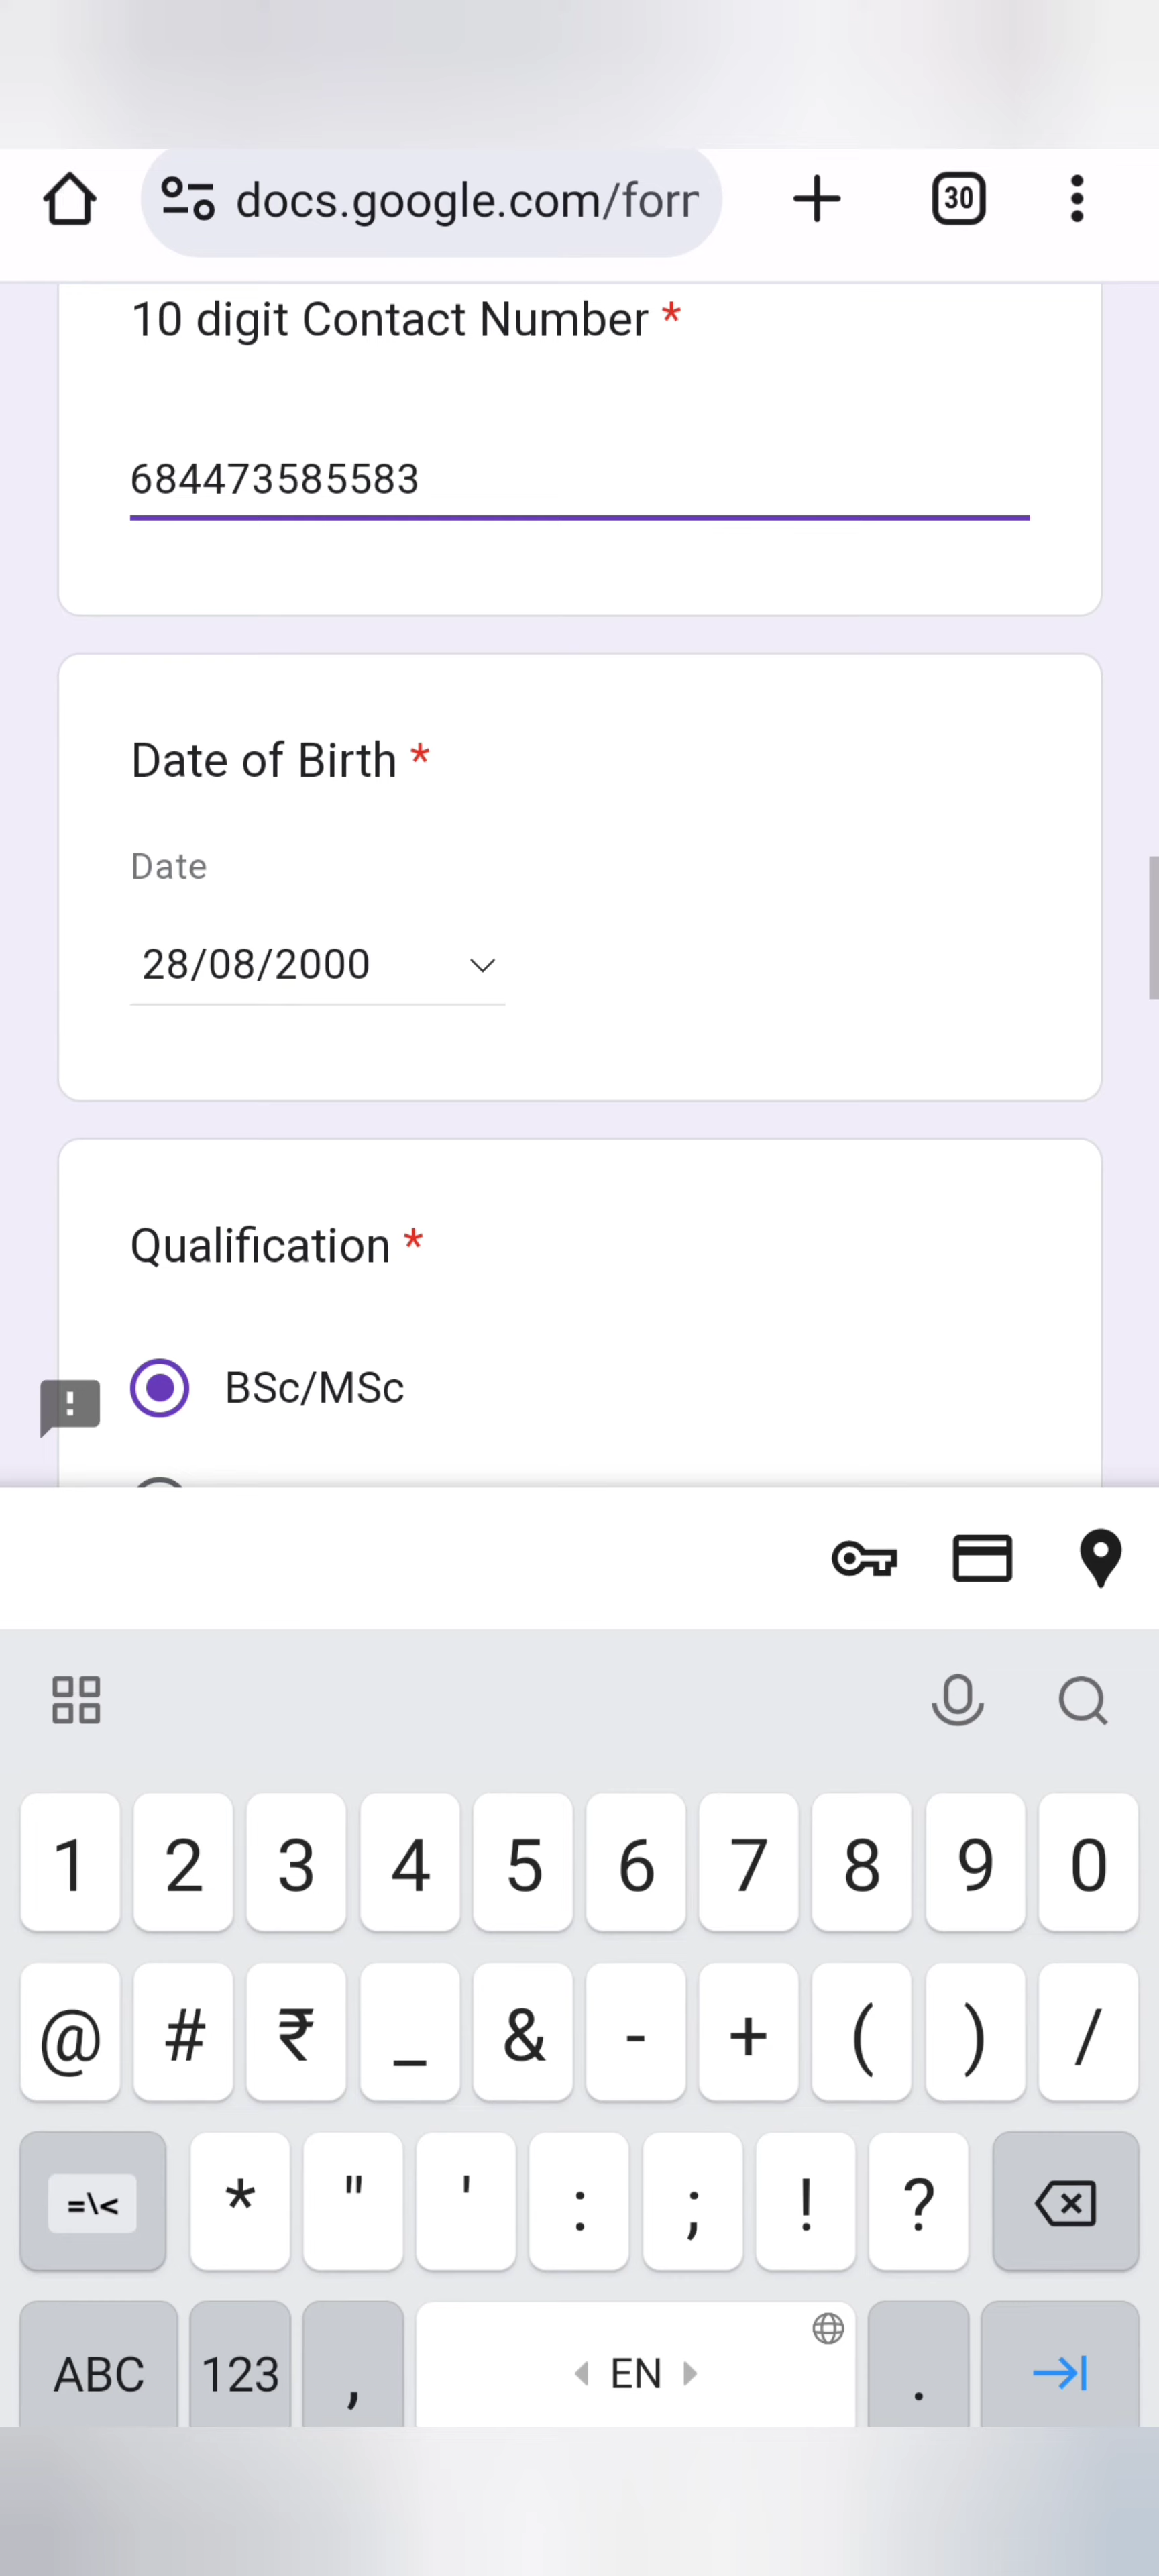 docs.google.com/forr
30
10 digit Contact Number *
684473585583
Date of Birth *
Date
28/08/2000
Qualification *
BSc/MSc
1 2 3 4 5 6 7 8 9 0
@ # ₹ _ & - + ( ) /
=\< * " ' : ; ! ?
ABC 123 , EN .